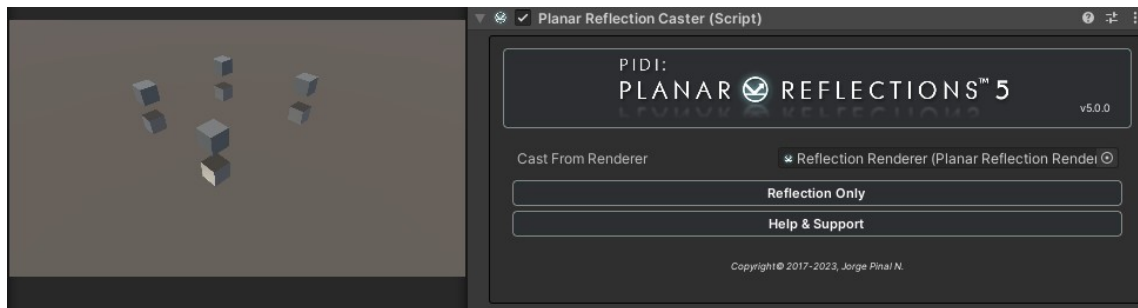 Planar Reflection Caster (Script)
PIDI:
PLANAR REFLECTIONS™ 5
v5.0.0
Cast From Renderer
Reflection Renderer (Planar Reflection Render
Reflection Only
Help & Support
Copyright© 2017-2023, Jorge Pinal N.